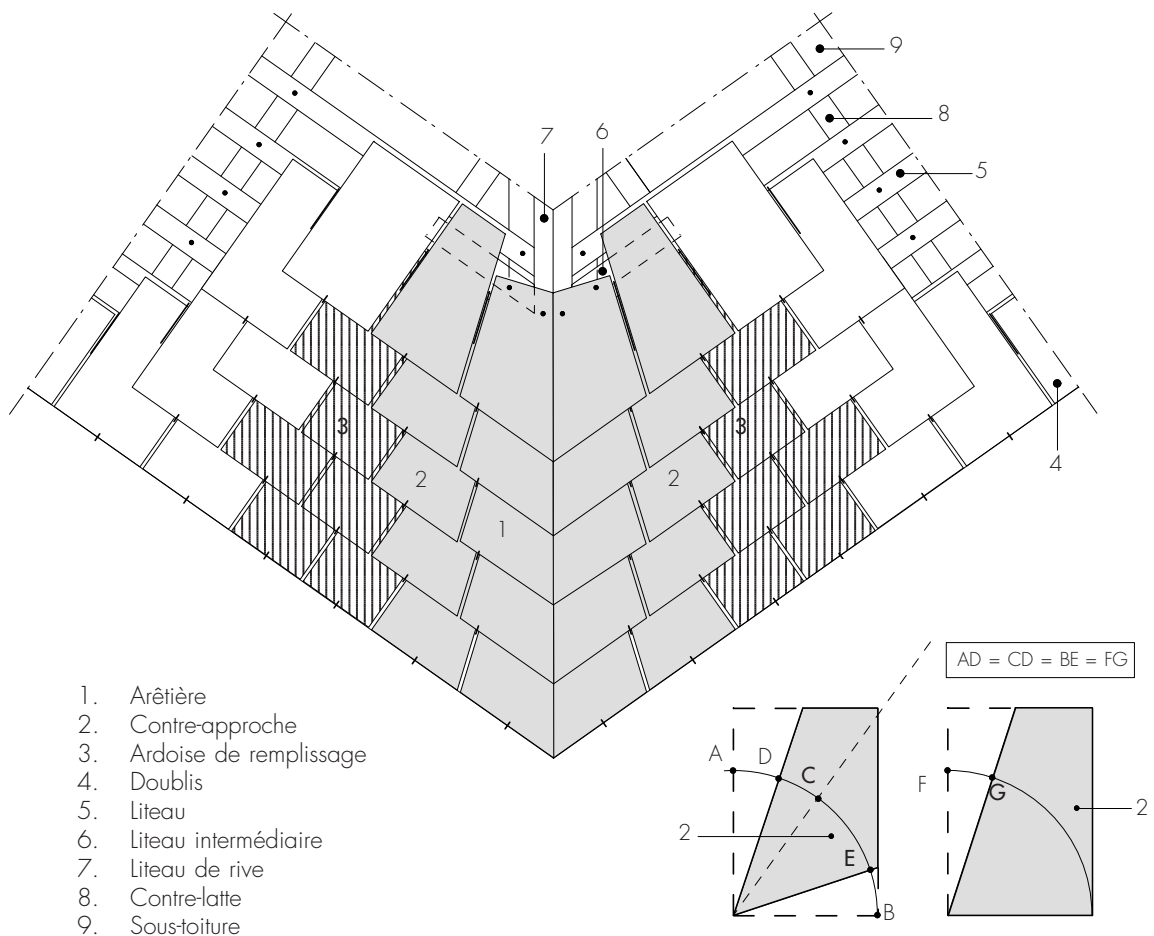 9
8
7
6
5
3
3
2
2
1
4
AD = CD = BE = FG
1. Arêtière
2. Contre-approche
3. Ardoise de remplissage
4. Doublis
5. Liteau
6. Liteau intermédiaire
7. Liteau de rive
8. Contre-latte
9. Sous-toiture
A
D
C
F
G
2
2
E
B